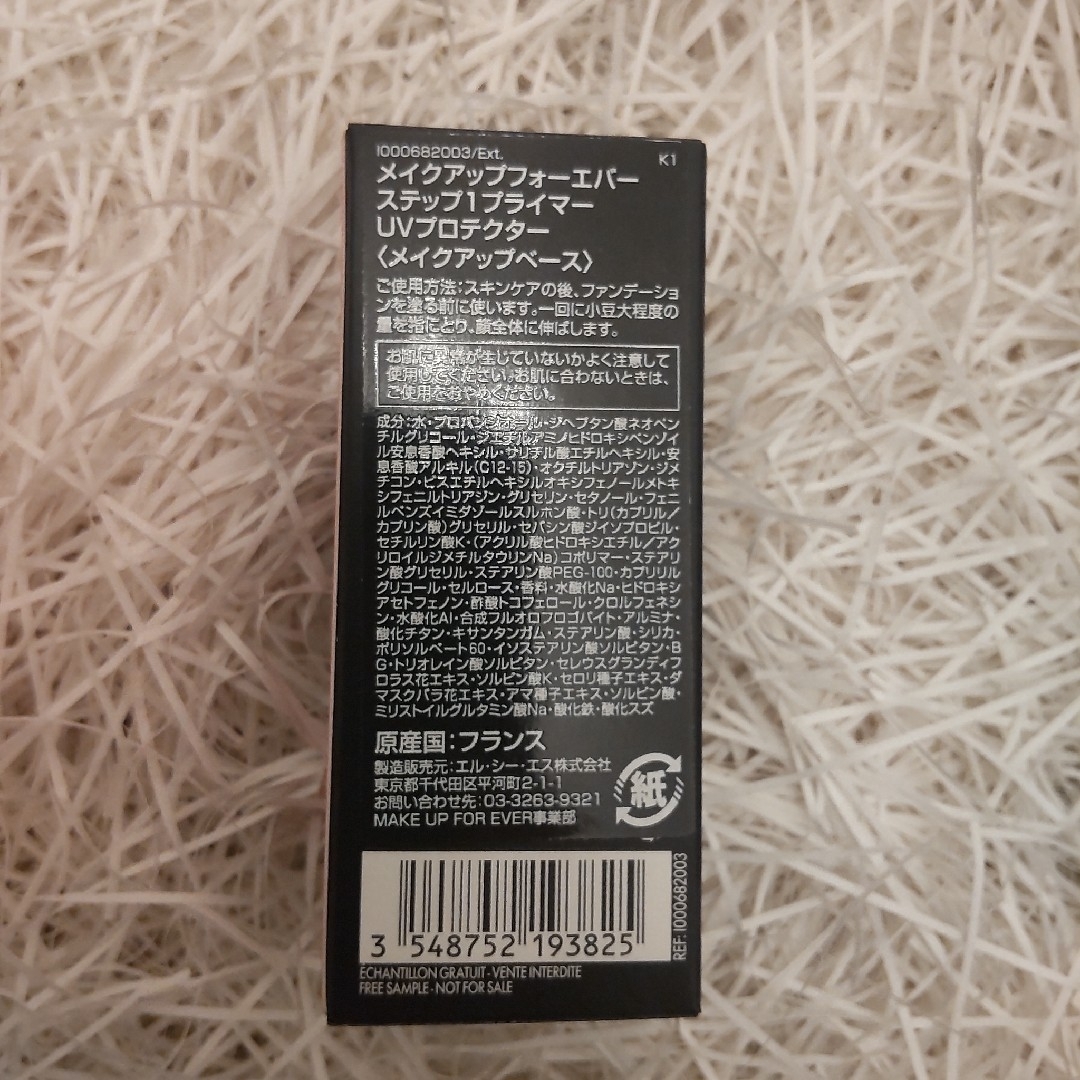 I000682003/Ext.
K1
メイクアップフォーエバー
ステップ1プライマー
UVプロテクター
〈メイクアップベース〉
ご使用方法:スキンケアの後、ファンデーショ
ンを塗る前に使います。一回に小豆大程度の
量を指にとり、顔全体に伸ばします。
お肌に異常が生じていないかよく注意して
使用してください。お肌に合わないときは、
ご使用をおやめください。
成分:水・プロパンジオール・ジヘプタン酸ネオペン
チルグリコール・ジエチルアミノヒドロキシベンゾイ
ル安息香酸ヘキシル・サリチル酸エチルヘキシル・安
息香酸アルキル(C12-15)・オクチルトリアゾン・ジメ
チコン・ビスエチルヘキシルオキシフェノールメトキ
シフェニルトリアジン・グリセリン・セタノール・フェニ
ルベンズイミダゾールスルホン酸・トリ(カプリル/
カプリン酸)グリセリル・セバシン酸ジイソプロピル・
セチルリン酸K・(アクリル酸ヒドロキシエチル/アク
リロイルジメチルタウリンNa)コポリマー・ステアリ
ン酸グリセリル・ステアリン酸PEG-100・カプリリル
グリコール・セルロース・香料・水酸化Na・ヒドロキシ
アセトフェノン・酢酸トコフェロール・クロルフェネシ
ン・水酸化Al・合成フルオロフロゴパイト・アルミナ・
酸化チタン・キサンタンガム・ステアリン酸・シリカ・
ポリソルベート60・イソステアリン酸ソルビタン・B
G・トリオレイン酸ソルビタン・セレウスグランディフ
ロラス花エキス・ソルビン酸K・セロリ種子エキス・ダ
マスクバラ花エキス・アマ種子エキス・ソルビン酸・
ミリストイルグルタミン酸Na・酸化鉄・酸化スズ
原産国:フランス
製造販売元:エル・シー・エス株式会社
東京都千代田区平河町2-1-1
お問い合わせ先:03-3263-9321
MAKE UP FOR EVER事業部
紙
3 548752 193825
REF: I000682003
ÉCHANTILLON GRATUIT - VENTE INTERDITE
FREE SAMPLE - NOT FOR SALE